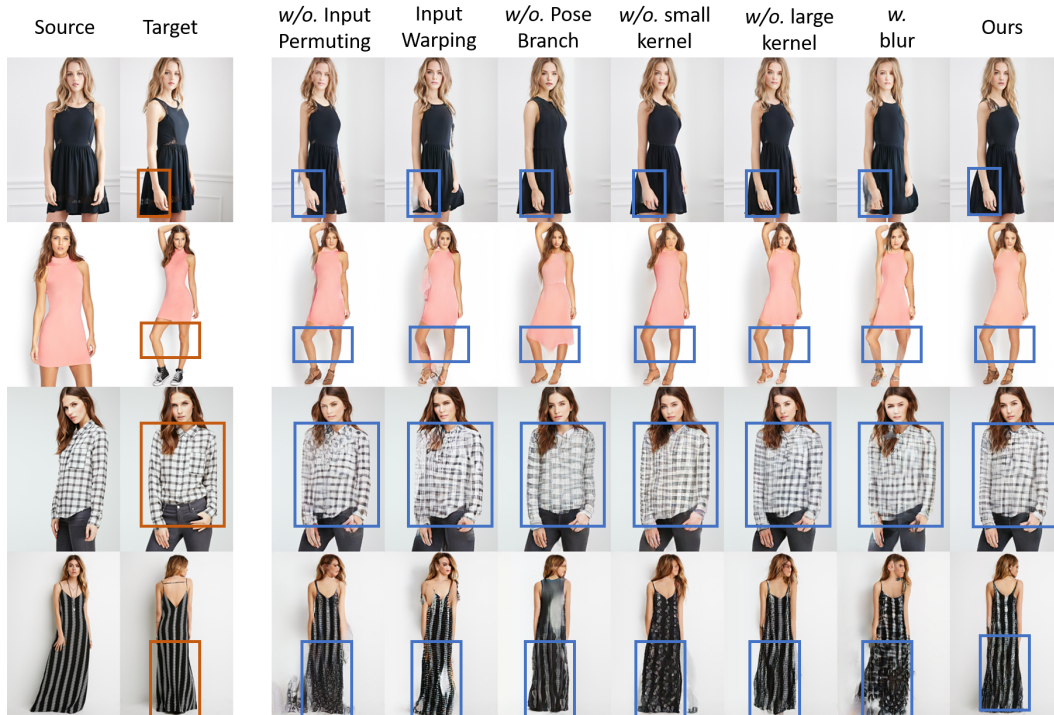 Source
Target
w/o. Input
Permuting
Input
Warping
w/o. Pose
Branch
w/o. small
kernel
w/o. large
kernel
w.
blur
Ours